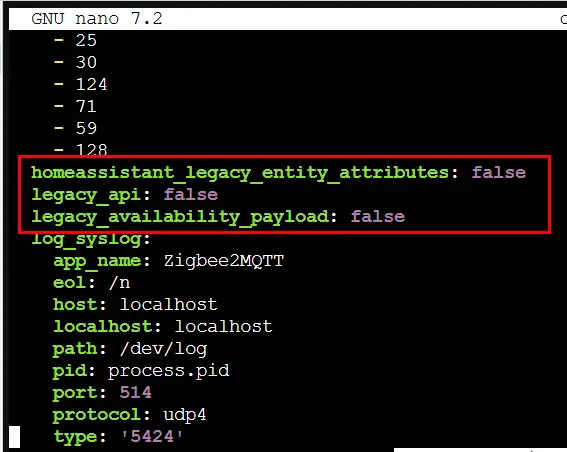 GNU nano 7.2
- 25
- 30
- 124
- 71
- 59
- 128
homeassistant_legacy_entity_attributes: false
legacy_api: false
legacy_availability_payload: false
log_syslog:
app_name: Zigbee2MQTT
eol: /n
host: localhost
localhost: localhost
path: /dev/log
pid: process.pid
port: 514
protocol: udp4
type: '5424'